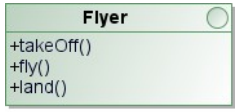 Flyer
+takeOff()
+fly()
+land()